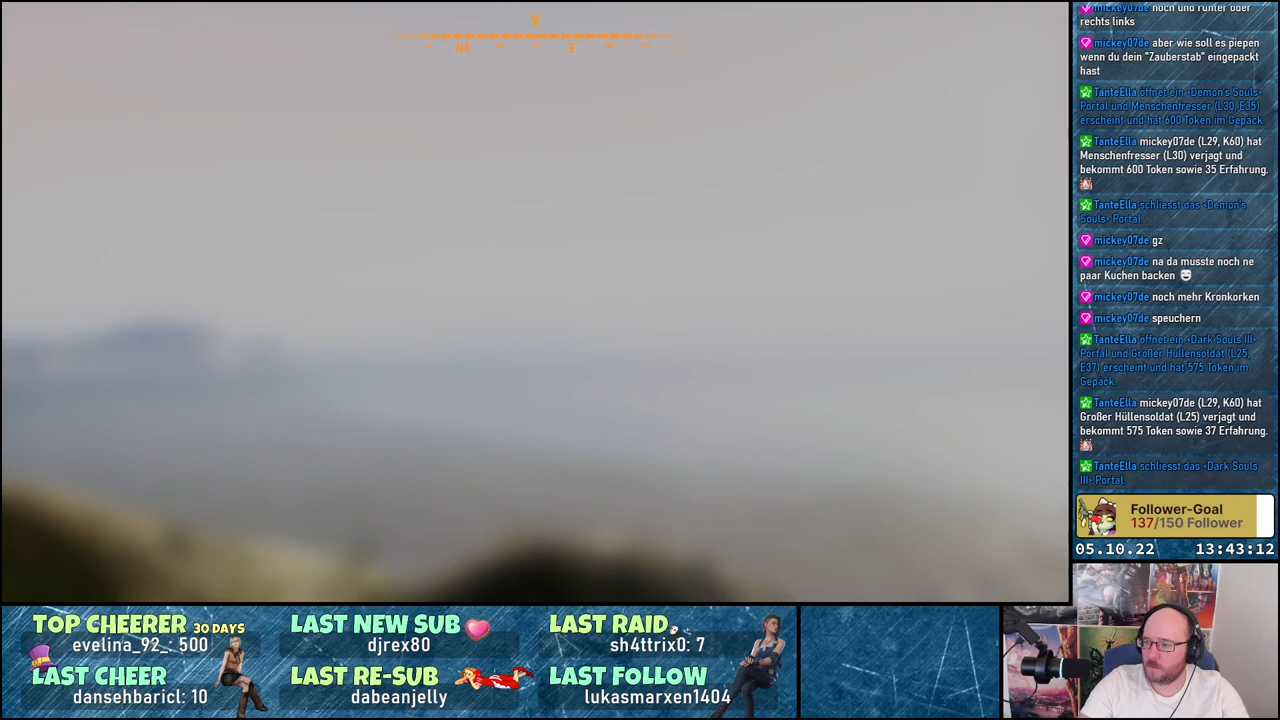 NE
E
mickey07de noch und runter oder
rechts links
mickey07de aber wie soll es piepen
wenn du dein "Zauberstab" eingepackt
hast
TanteElla öffnet ein <Demon's Souls>
Portal und Menschenfresser (L30, E35)
erscheint und hat 600 Token im Gepäck.
TanteElla mickey07de (L29, K60) hat
Menschenfresser (L30) verjagt und
bekommt 600 Token sowie 35 Erfahrung.
TanteElla schliesst das <Demon's
Souls> Portal.
mickey07de gz
mickey07de na da musste noch ne
paar Kuchen backen
mickey07de noch mehr Kronkorken
mickey07de speuchern
TanteElla öffnet ein <Dark Souls III>
Portal und Großer Hüllensoldat (L25,
E37) erscheint und hat 575 Token im
Gepäck.
TanteElla mickey07de (L29, K60) hat
Großer Hüllensoldat (L25) verjagt und
bekommt 575 Token sowie 37 Erfahrung.
TanteElla schliesst das <Dark Souls
III> Portal.
Follower-Goal
137/150 Follower
05.10.22 13:43:12
TOP CHEERER 30 DAYS
evelina_92_: 500
LAST CHEER
dansehbaricl: 10
LAST NEW SUB
djrex80
LAST RE-SUB
dabeanjelly
LAST RAID
sh4ttrix0: 7
LAST FOLLOW
lukasmarxen1404